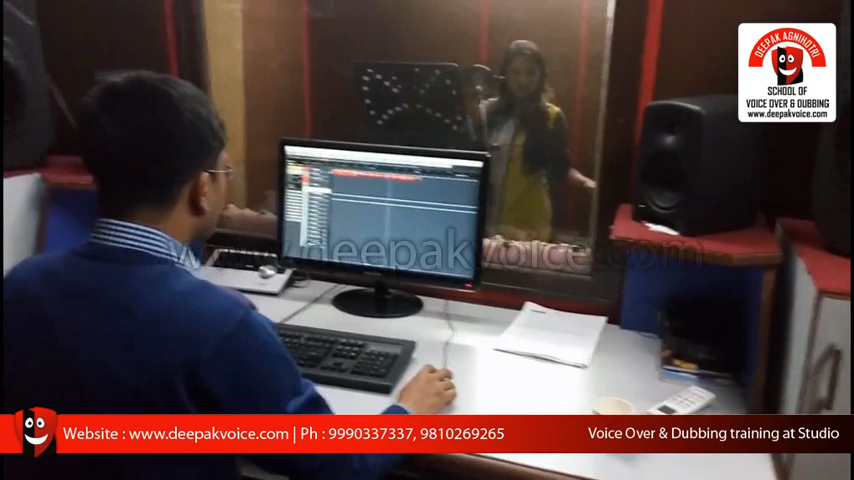 DEEPAK AGNIHOTRI
SCHOOL OF
VOICE OVER & DUBBING
www.deepakvoice.com
www.deepakvoice.com
Website : www.deepakvoice.com | Ph : 9990337337, 9810269265
Voice Over & Dubbing training at Studio